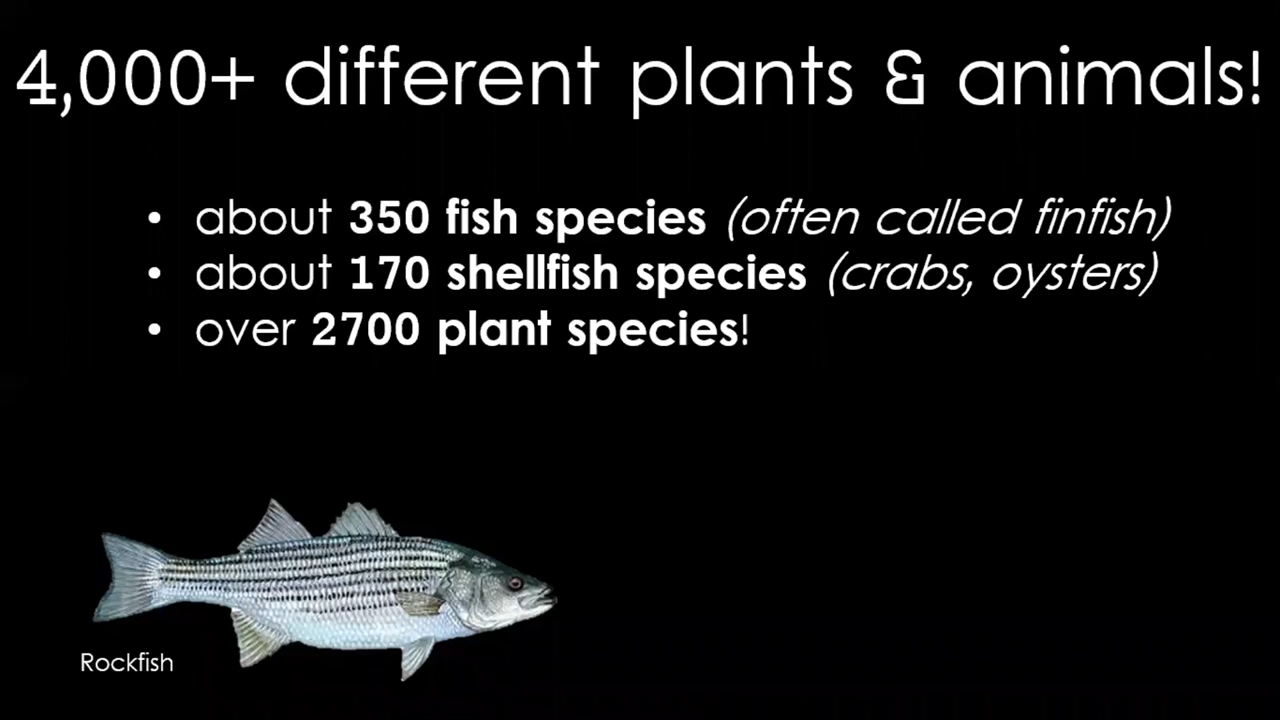 4,000+ different plants & animals!
• about 350 fish species (often called finfish)
• about 170 shellfish species (crabs, oysters)
• over 2700 plant species!
Rockfish